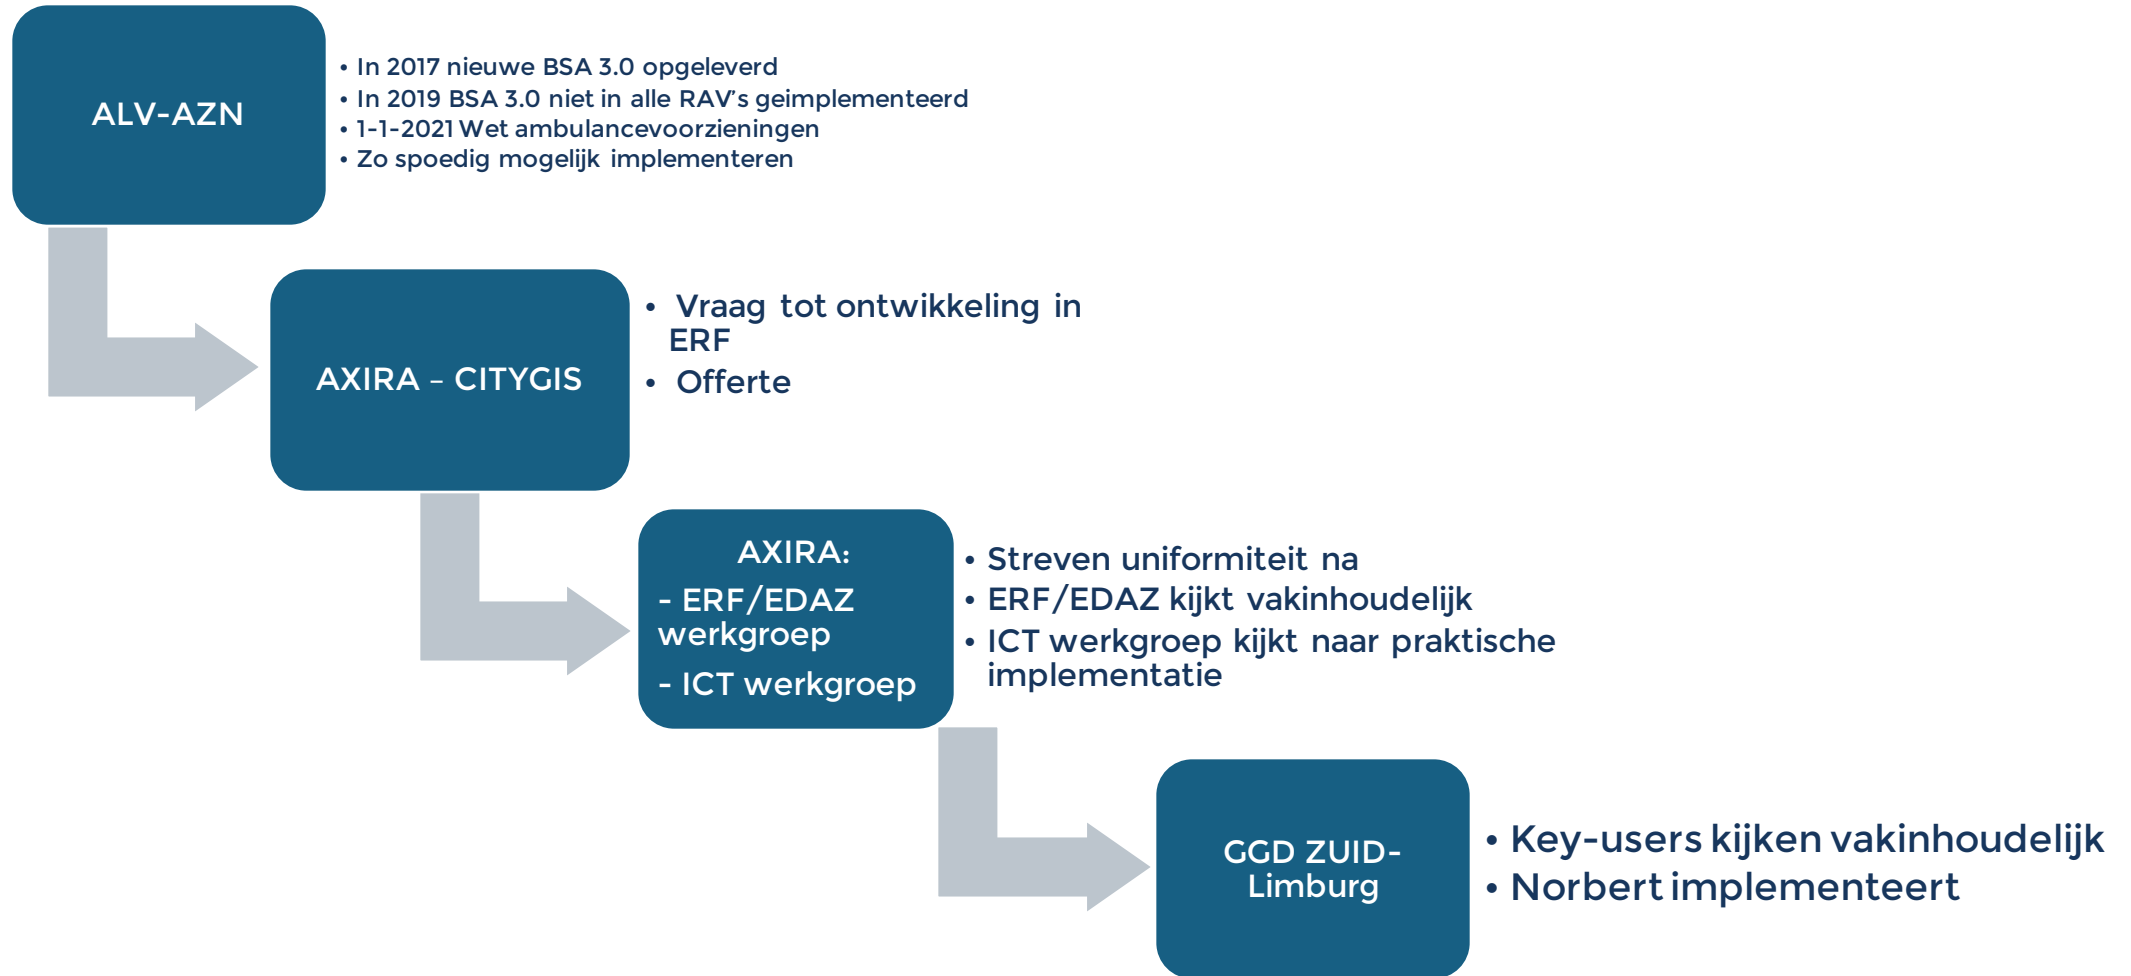 ALV-AZN
• In 2017 nieuwe BSA 3.0 opgeleverd
• In 2019 BSA 3.0 niet in alle RAV's geimplementeerd
• 1-1-2021 Wet ambulancevoorzieningen
• Zo spoedig mogelijk implementeren
AXIRA – CITYGIS
• Vraag tot ontwikkeling in
ERF
• Offerte
AXIRA:
- ERF/EDAZ
werkgroep
- ICT werkgroep
• Streven uniformiteit na
• ERF/EDAZ kijkt vakinhoudelijk
• ICT werkgroep kijkt naar praktische
implementatie
GGD ZUID-
Limburg
• Key-users kijken vakinhoudelijk
• Norbert implementeert